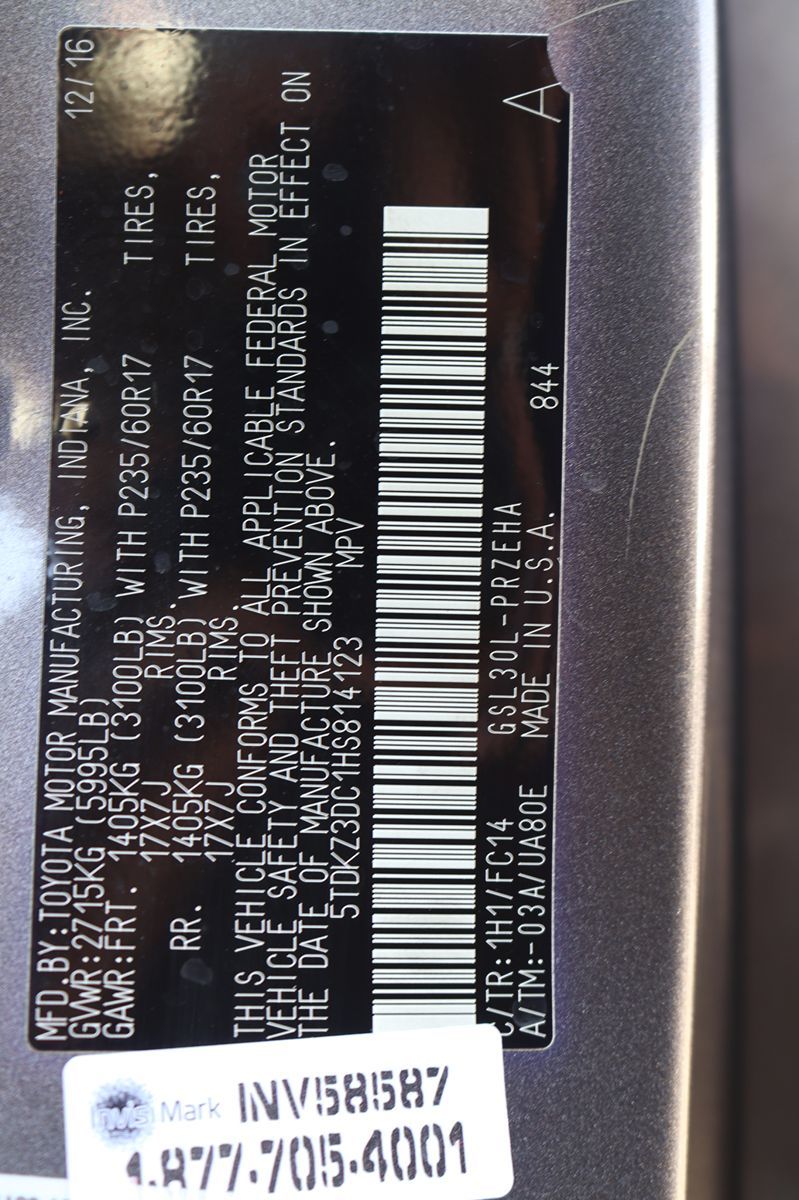 MFD.BY:TOYOTA MOTOR MANUFACTURING, INDIANA, INC. 12/16
GVWR:2715KG (5995LB)
GAWR:FRT. 1405KG (3100LB) WITH P235/60R17 TIRES,
17X7J RIMS.
RR. 1405KG (3100LB) WITH P235/60R17 TIRES,
17X7J RIMS.
THIS VEHICLE CONFORMS TO ALL APPLICABLE FEDERAL MOTOR
VEHICLE SAFETY AND THEFT PREVENTION STANDARDS IN EFFECT ON
THE DATE OF MANUFACTURE SHOWN ABOVE.
5TDKZ3DC1HS814123 MPV
A
C/TR:1H1/FC14 GSL30L-PRZEHA
A/TM:-03A/UA80E MADE IN U.S.A. 844
nvis Mark INV58587
1.877.705.4001